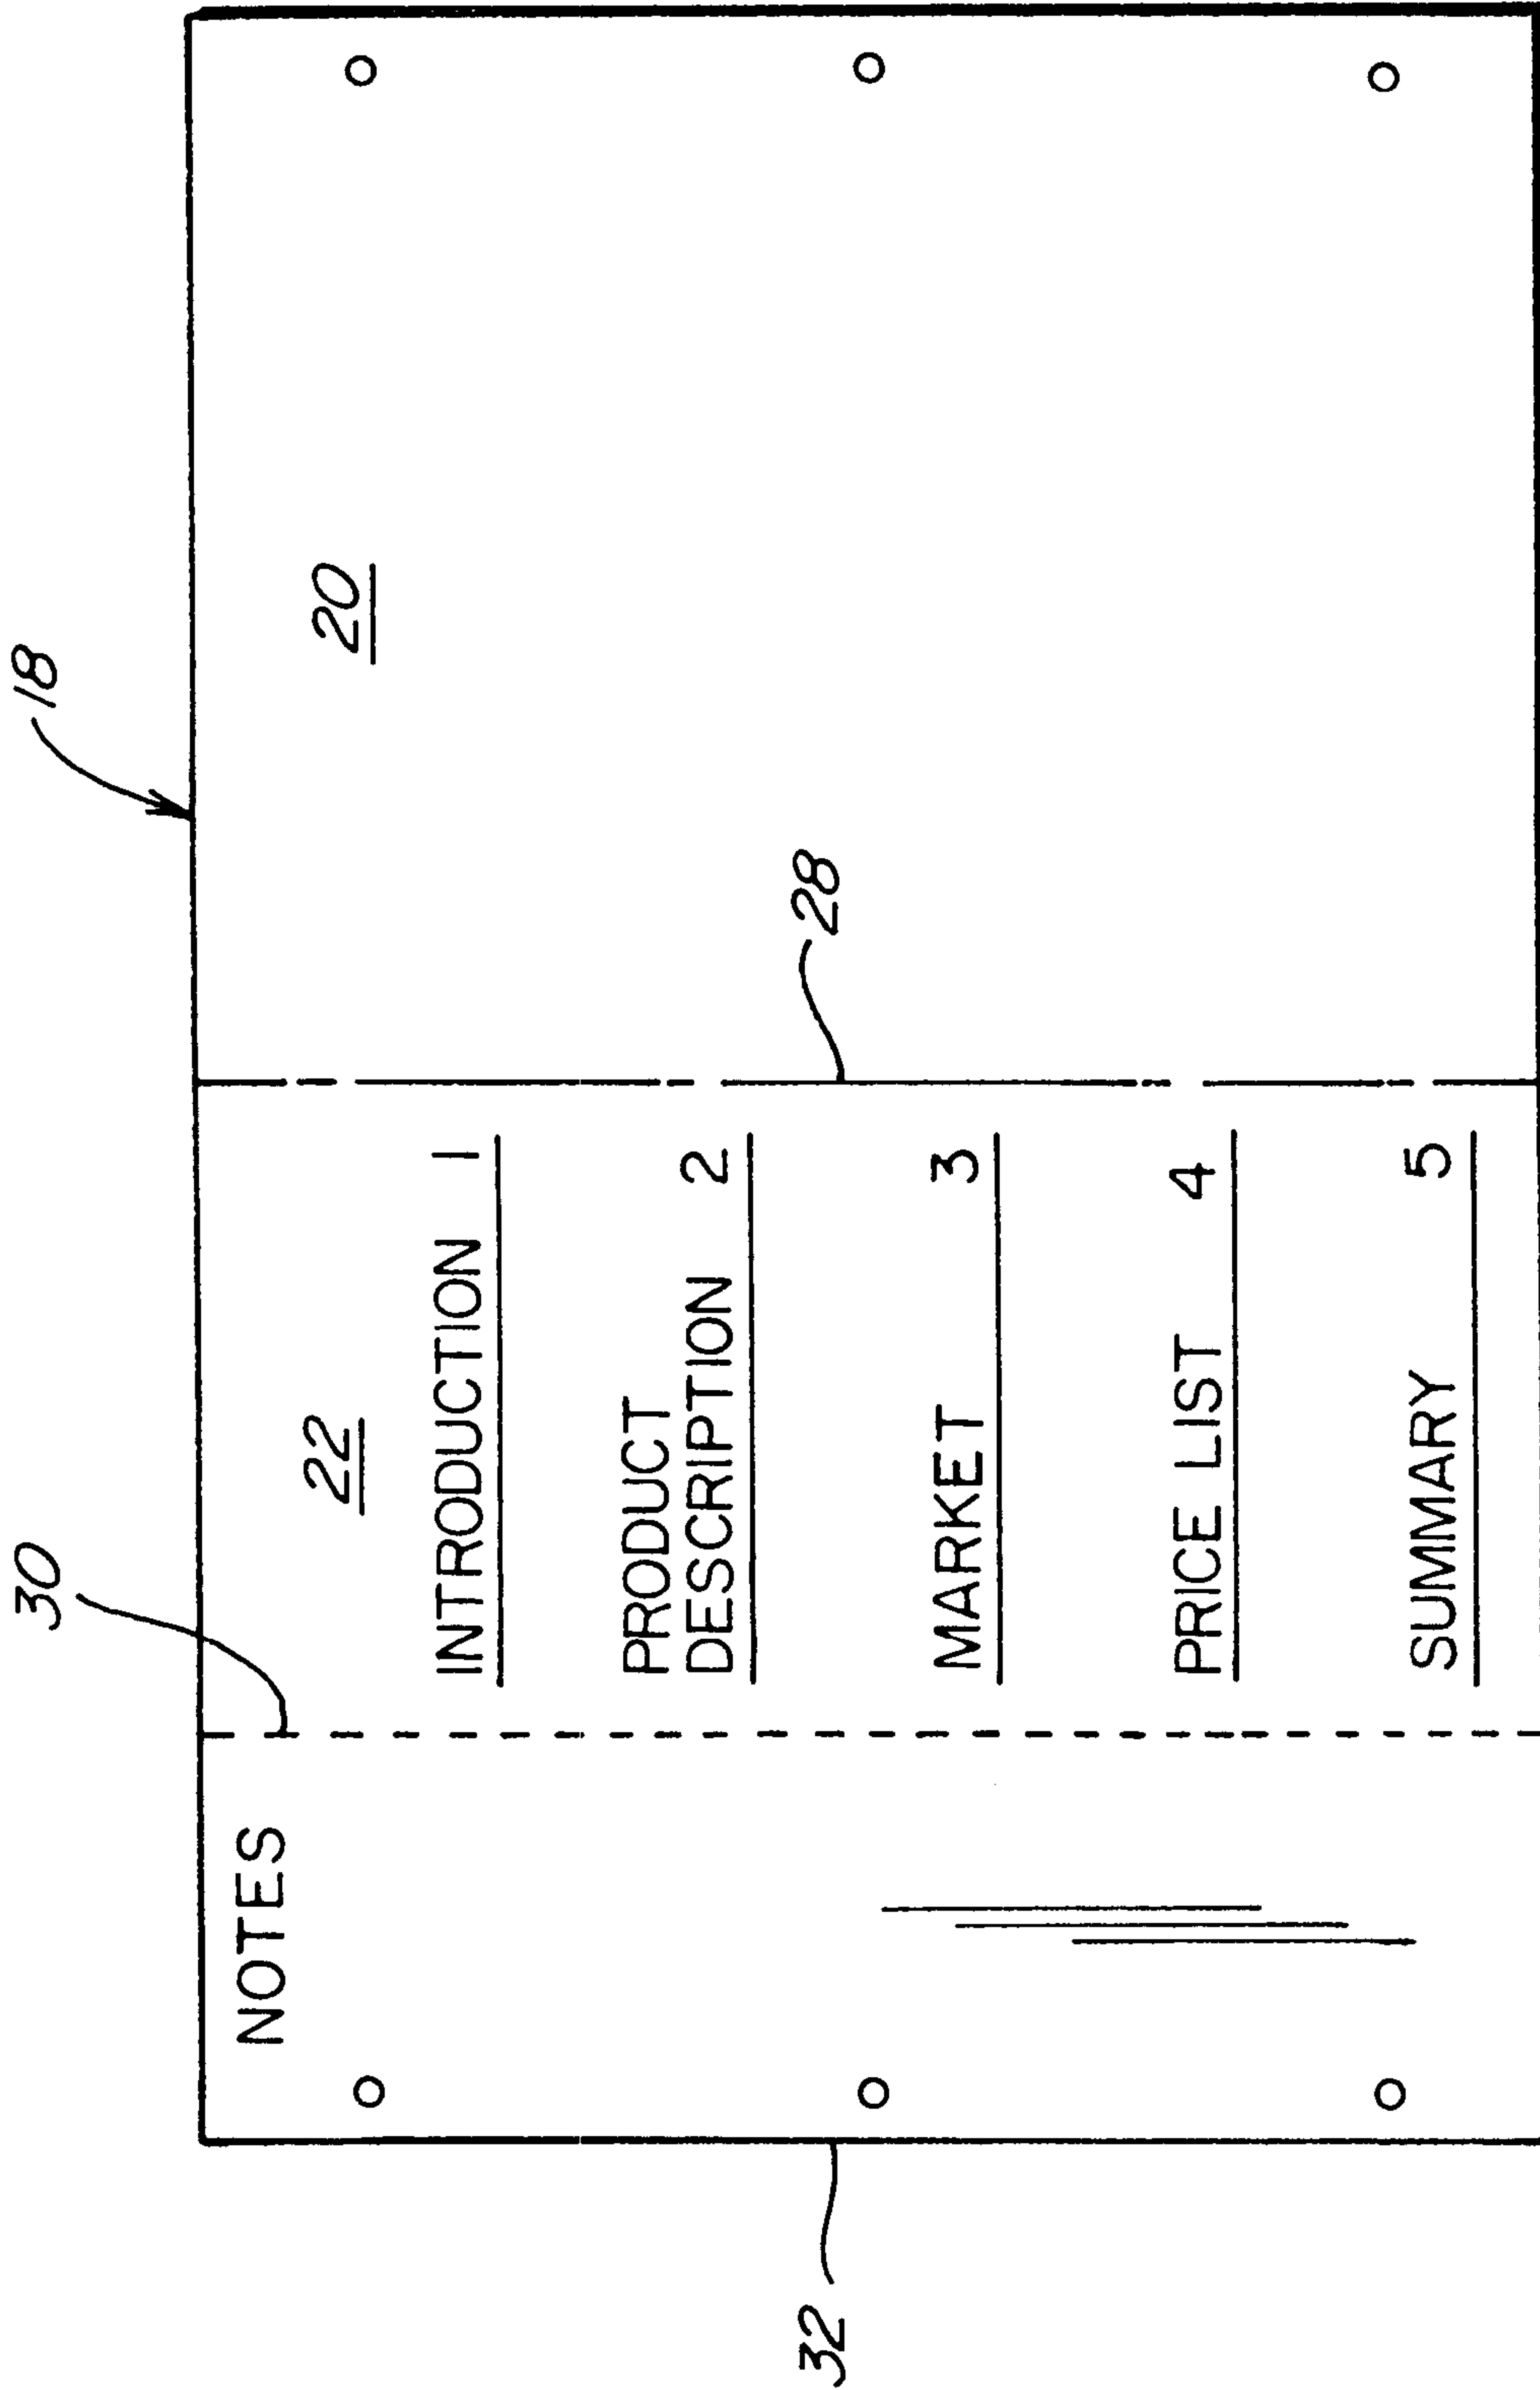 18
30
20
22
NOTES
INTRODUCTION 1
PRODUCT
DESCRIPTION 2
28
32
MARKET 3
PRICE LIST 4
SUMMARY 5